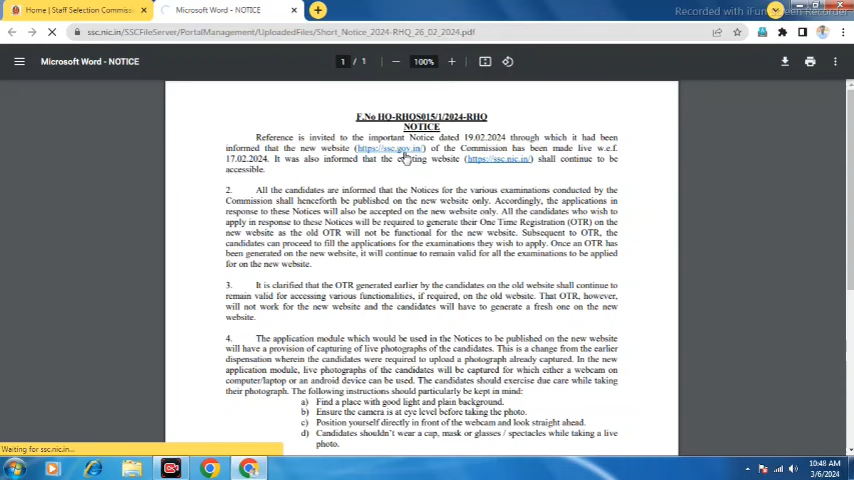 Home | Staff Selection Commiss
Microsoft Word - NOTICE
Recorded with iFun Screen Recorder
ssc.nic.in/SSCFileServer/PortalManagement/UploadedFiles/Short_Notice_2024-RHQ_26_02_2024.pdf
Microsoft Word - NOTICE
1 / 1
100%
F.No HQ-RHOS015/1/2024-RHQ
NOTICE
Reference is invited to the important Notice dated 19.02.2024 through which it had been
informed that the new website (https://ssc.gov.in/) of the Commission has been made live w.e.f.
17.02.2024. It was also informed that the existing website (https://ssc.nic.in/) shall continue to be
accessible.
2. All the candidates are informed that the Notices for the various examinations conducted by the
Commission shall henceforth be published on the new website only. Accordingly, the applications in
response to these Notices will also be accepted on the new website only. All the candidates who wish to
apply in response to these Notices will be required to generate their One Time Registration (OTR) on the
new website as the old OTR will not be functional for the new website. Subsequent to OTR, the
candidates can proceed to fill the applications for the examinations they wish to apply. Once an OTR has
been generated on the new website, it will continue to remain valid for all the examinations to be applied
for on the new website.
3. It is clarified that the OTR generated earlier by the candidates on the old website shall continue to
remain valid for accessing various functionalities, if required, on the old website. That OTR, however,
will not work for the new website and the candidates will have to generate a fresh one on the new
website.
4. The application module which would be used in the Notices to be published on the new website
will have a provision of capturing of live photographs of the candidates. This is a change from the earlier
dispensation wherein the candidates were required to upload a photograph already captured. In the new
application module, live photographs of the candidates will be captured for which either a webcam on
computer/laptop or an android device can be used. The candidates should exercise due care while taking
their photograph. The following instructions should particularly be kept in mind:
a) Find a place with good light and plain background.
b) Ensure the camera is at eye level before taking the photo.
c) Position yourself directly in front of the webcam and look straight ahead.
d) Candidates shouldn't wear a cap, mask or glasses / spectacles while taking a live
photo.
Waiting for ssc.nic.in...
10:48 AM
3/6/2024